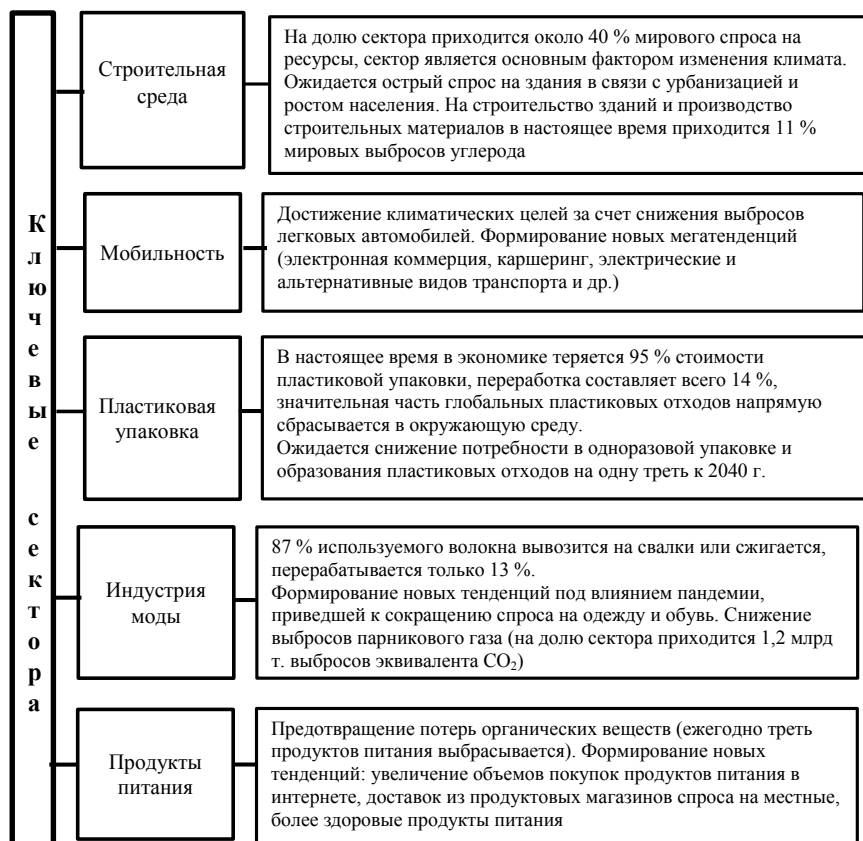 Ключевые сектора
Строительная
среда
На долю сектора приходится около 40 % мирового спроса на
ресурсы, сектор является основным фактором изменения климата.
Ожидается острый спрос на здания в связи с урбанизацией и
ростом населения. На строительство зданий и производство
строительных материалов в настоящее время приходится 11 %
мировых выбросов углерода
Мобильность
Достижение климатических целей за счет снижения выбросов
легковых автомобилей. Формирование новых мегатенденций
(электронная коммерция, каршеринг, электрические и
альтернативные видов транспорта и др.)
Пластиковая
упаковка
В настоящее время в экономике теряется 95 % стоимости
пластиковой упаковки, переработка составляет всего 14 %,
значительная часть глобальных пластиковых отходов напрямую
сбрасывается в окружающую среду.
Ожидается снижение потребности в одноразовой упаковке и
образования пластиковых отходов на одну треть к 2040 г.
Индустрия
моды
87 % используемого волокна вывозится на свалки или сжигается,
перерабатывается только 13 %.
Формирование новых тенденций под влиянием пандемии,
приведшей к сокращению спроса на одежду и обувь. Снижение
выбросов парникового газа (на долю сектора приходится 1,2 млрд
т. выбросов эквивалента CO₂)
Продукты
питания
Предотвращение потерь органических веществ (ежегодно треть
продуктов питания выбрасывается). Формирование новых
тенденций: увеличение объемов покупок продуктов питания в
интернете, доставок из продуктовых магазинов спроса на местные,
более здоровые продукты питания